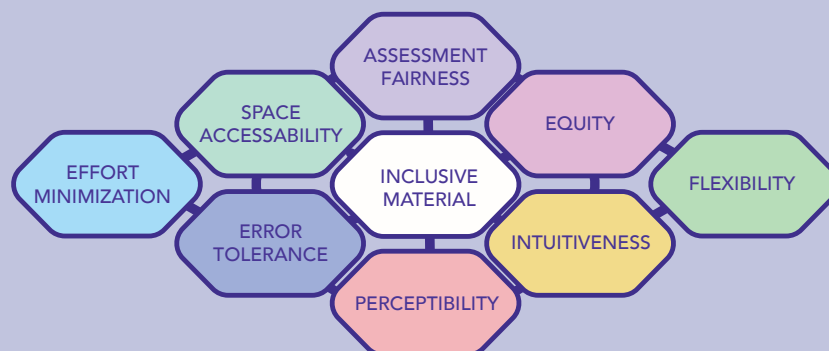 ASSESSMENT
FAIRNESS
SPACE
ACCESSABILITY
EQUITY
EFFORT
MINIMIZATION
INCLUSIVE
MATERIAL
FLEXIBILITY
ERROR
TOLERANCE
INTUITIVENESS
PERCEPTIBILITY